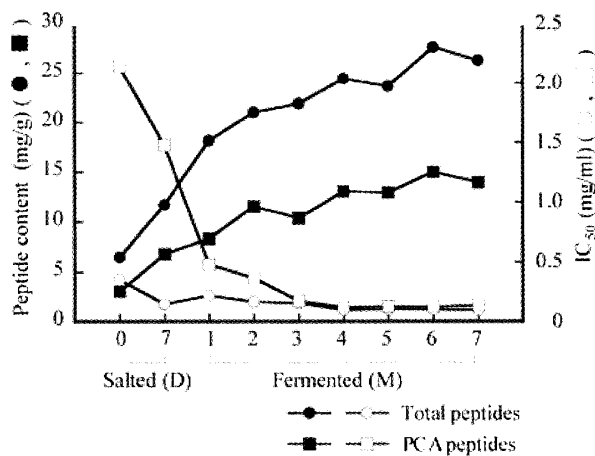 Peptide content (mg/g) ( ● , ■ )
30
25
20
15
10
5
0
2.5
2.0
1.5
1.0
0.5
0
IC50 (mg/ml) ( ○ , □ )
0 7 1 2 3 4 5 6 7
Salted (D) Fermented (M)
Total peptides
PCA peptides